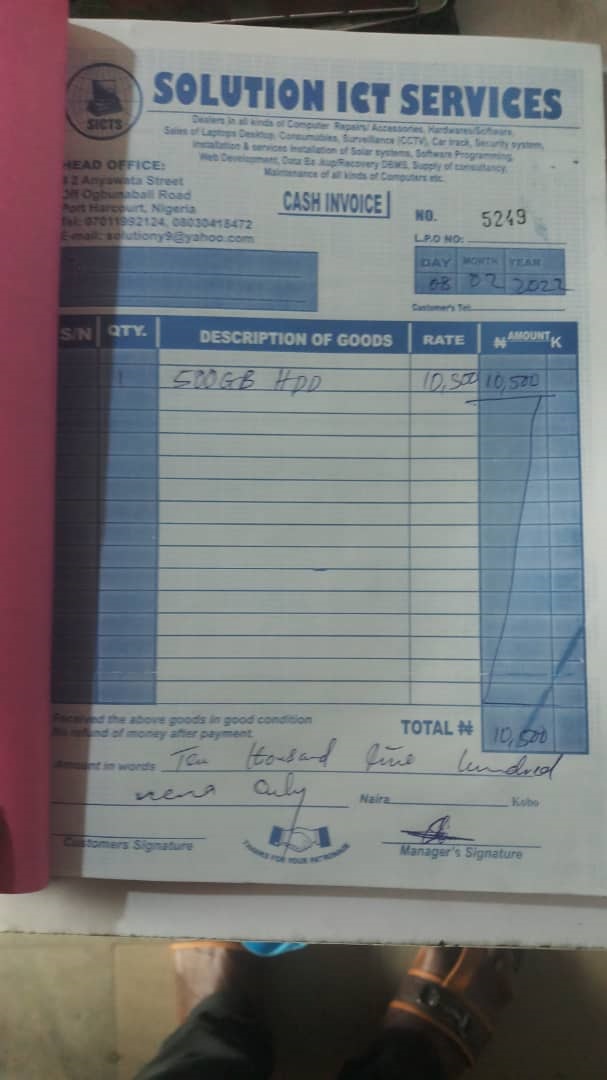 SICTS
SOLUTION ICT SERVICES
Dealers in all kinds of Computer Repairs/ Accessories, Hardwares/Software,
Sales of Laptops Desktop, Consumables, Surveillance (CCTV), Car track, Security system,
Installation & services Installation of Solar systems, Software Programming,
Web Development, Data Ba kup/Recovery DBMS, Supply of consultancy,
Maintenance of all kinds of Computers etc.
HEAD OFFICE:
# 2 Anyawata Street
Off Ogbunabali Road
Port Harcourt, Nigeria
Tel: 07011992124, 08030418472
E-mail: solutiony9@yahoo.com
CASH INVOICE
NO. 5249
L.P.O NO:
DAY MONTH YEAR
08 02 2022
Customer's Tel:
S/N QTY. DESCRIPTION OF GOODS RATE ₦ AMOUNT K
1 500GB HDD 10,500 10,500
Received the above goods in good condition
No refund of money after payment.
TOTAL ₦ 10,500
Amount in words Ten thousand five hundred
naira Only Naira Kobo
Customers Signature
THANKS FOR YOUR PATRONAGE
Manager's Signature